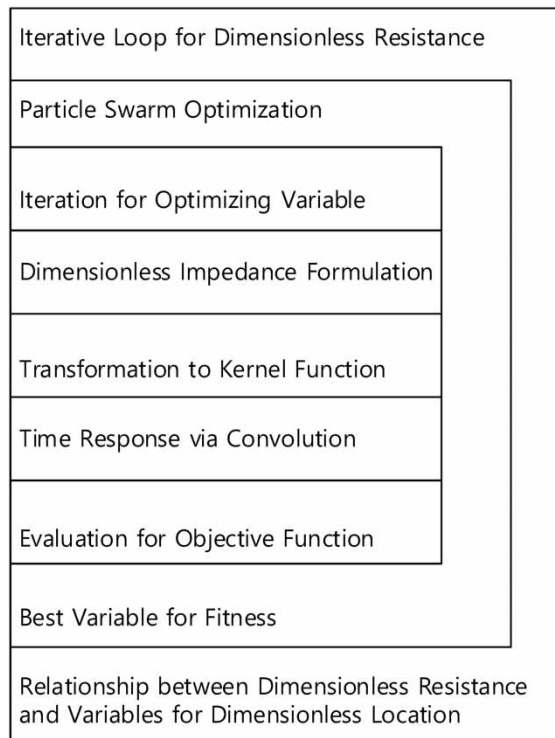 Iterative Loop for Dimensionless Resistance
Particle Swarm Optimization
Iteration for Optimizing Variable
Dimensionless Impedance Formulation
Transformation to Kernel Function
Time Response via Convolution
Evaluation for Objective Function
Best Variable for Fitness
Relationship between Dimensionless Resistance
and Variables for Dimensionless Location